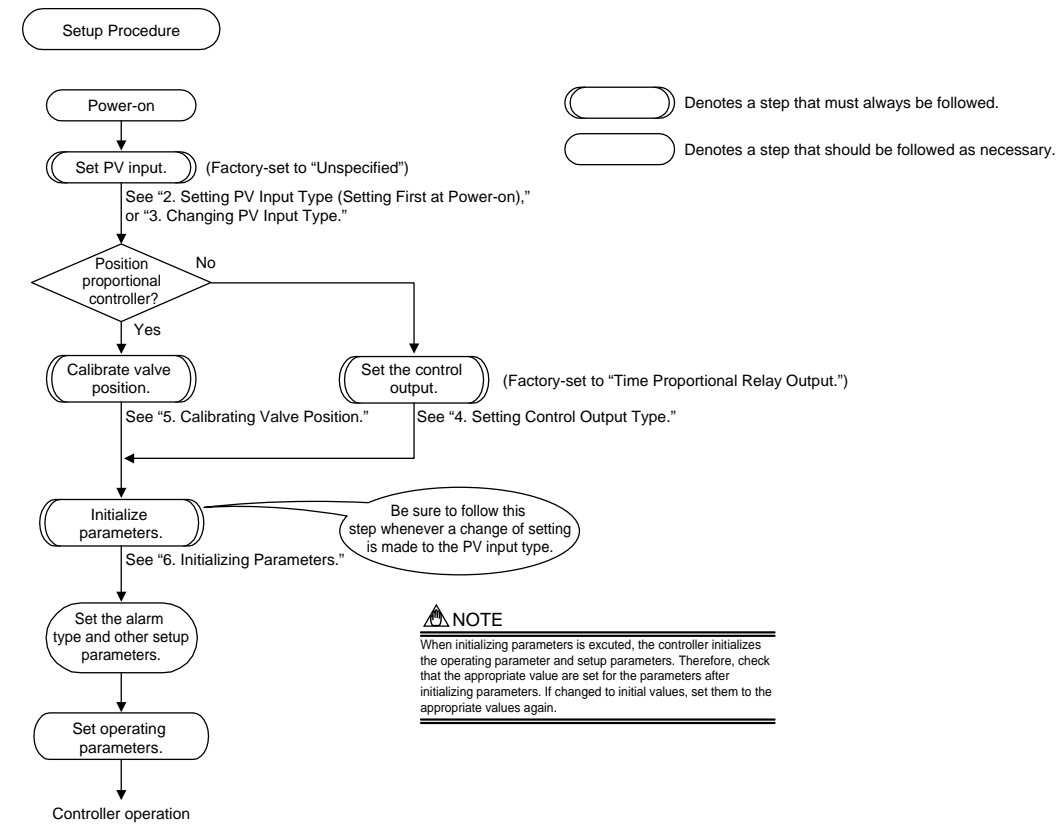 Setup Procedure
Power-on
Denotes a step that must always be followed.
Set PV input.
(Factory-set to “Unspecified”)
Denotes a step that should be followed as necessary.
See “2. Setting PV Input Type (Setting First at Power-on),”
or “3. Changing PV Input Type.”
Position
proportional
controller?
No
Yes
Calibrate valve
position.
Set the control
output.
(Factory-set to “Time Proportional Relay Output.”)
See “5. Calibrating Valve Position.”
See “4. Setting Control Output Type.”
Initialize
parameters.
Be sure to follow this
step whenever a change of setting
is made to the PV input type.
See “6. Initializing Parameters.”
Set the alarm
type and other setup
parameters.
NOTE
When initializing parameters is excuted, the controller initializes
the operating parameter and setup parameters. Therefore, check
that the appropriate value are set for the parameters after
initializing parameters. If changed to initial values, set them to the
appropriate values again.
Set operating
parameters.
Controller operation